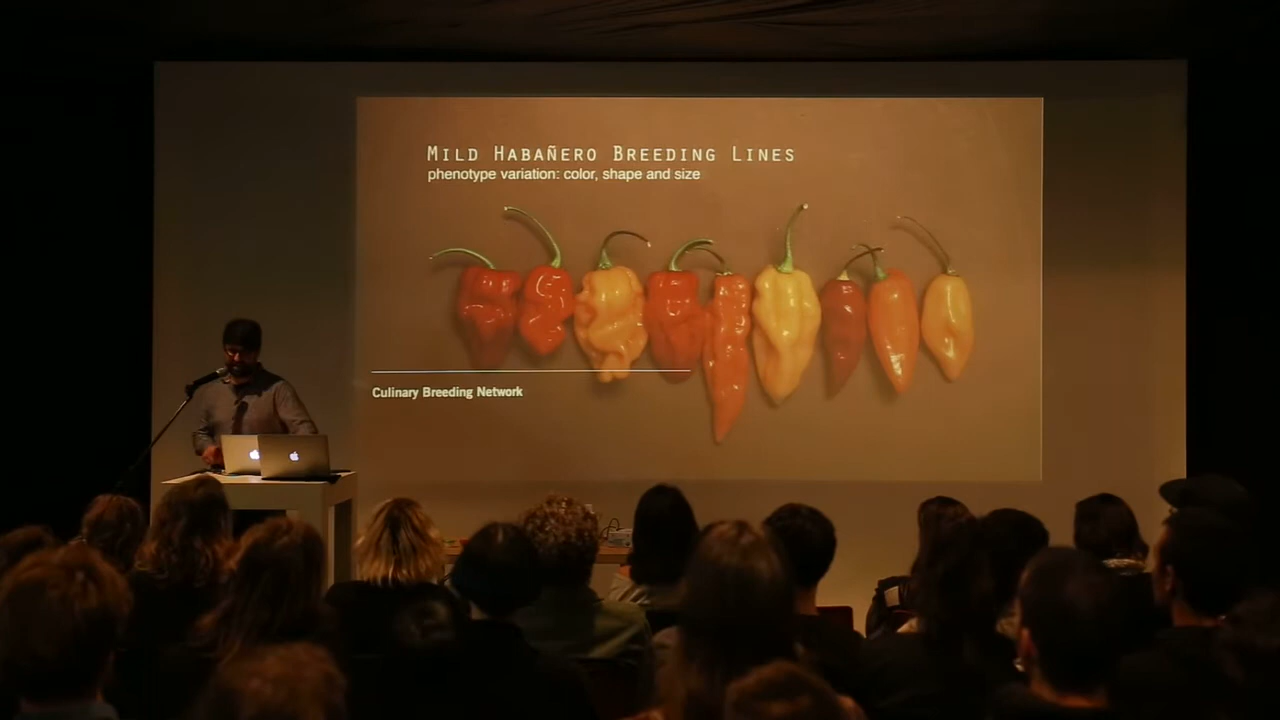 Mild Habañero Breeding Lines
phenotype variation: color, shape and size
Culinary Breeding Network